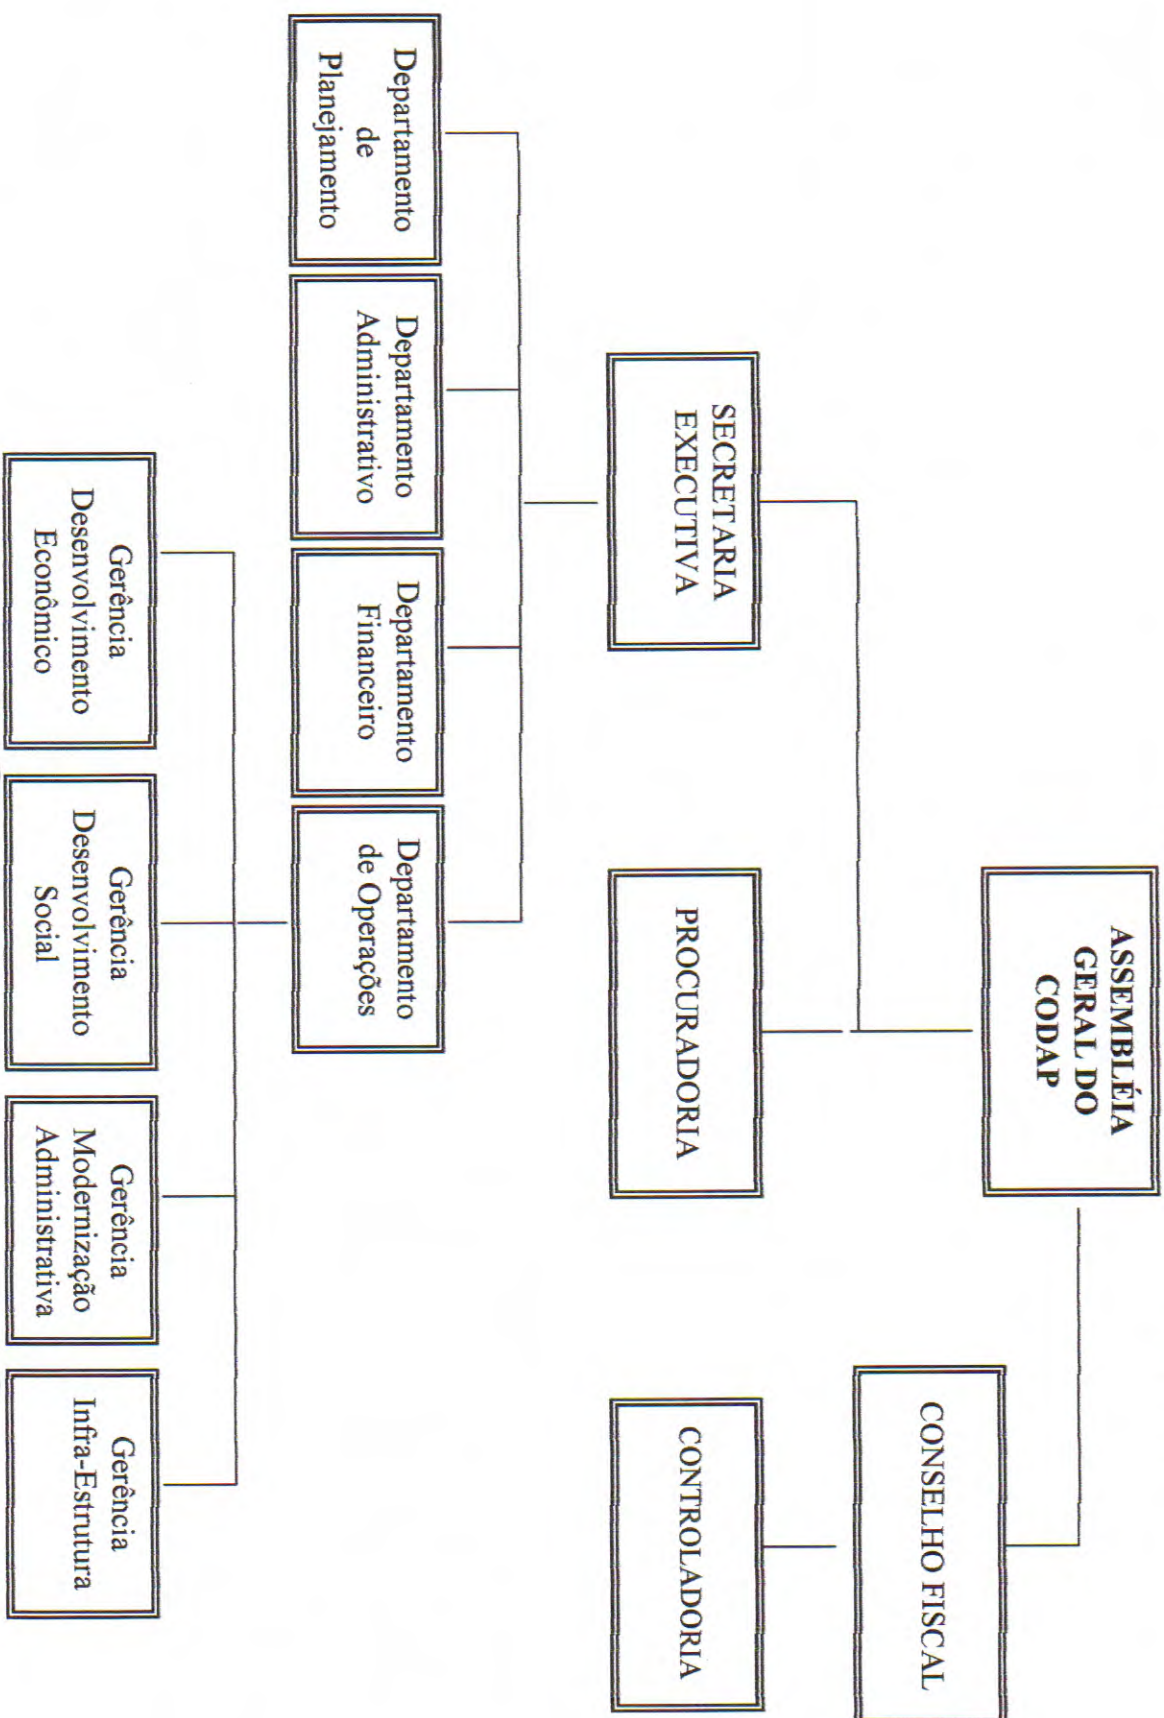 ASSEMBLÉIA
GERAL DO
CODAP
CONSELHO FISCAL
SECRETARIA
EXECUTIVA
PROCURADORIA
CONTROLADORIA
Departamento
de
Planejamento
Departamento
Administrativo
Departamento
Financeiro
Departamento
de Operações
Gerência
Desenvolvimento
Econômico
Gerência
Desenvolvimento
Social
Gerência
Modernização
Administrativa
Gerência
Infra-Estrutura